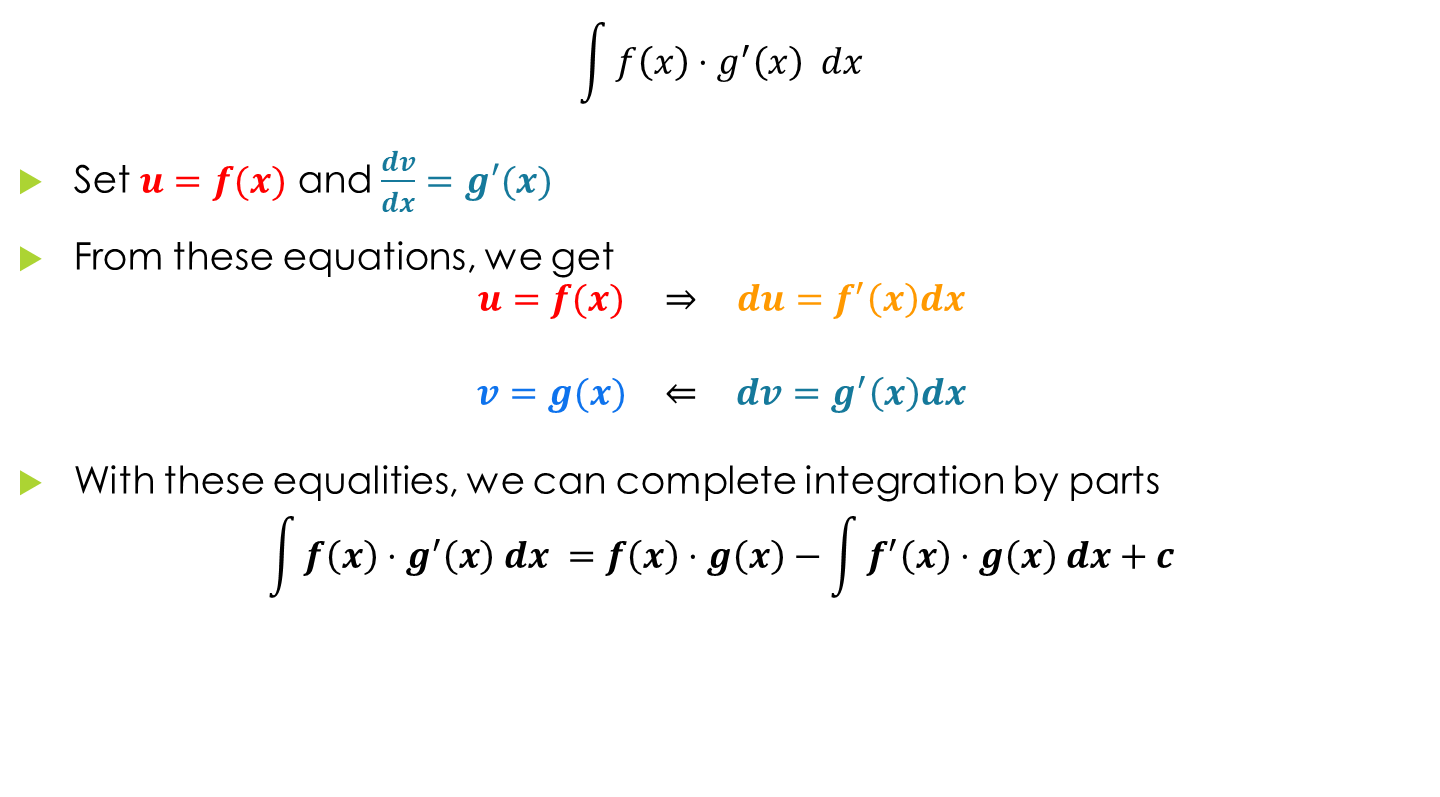 ∫ f(x) · g′(x) dx
▶ Set u = f(x) and dv/dx = g′(x)
▶ From these equations, we get
u = f(x) ⇒ du = f′(x)dx
v = g(x) ⇐ dv = g′(x)dx
▶ With these equalities, we can complete integration by parts
∫ f(x) · g′(x) dx = f(x) · g(x) − ∫ f′(x) · g(x) dx + c